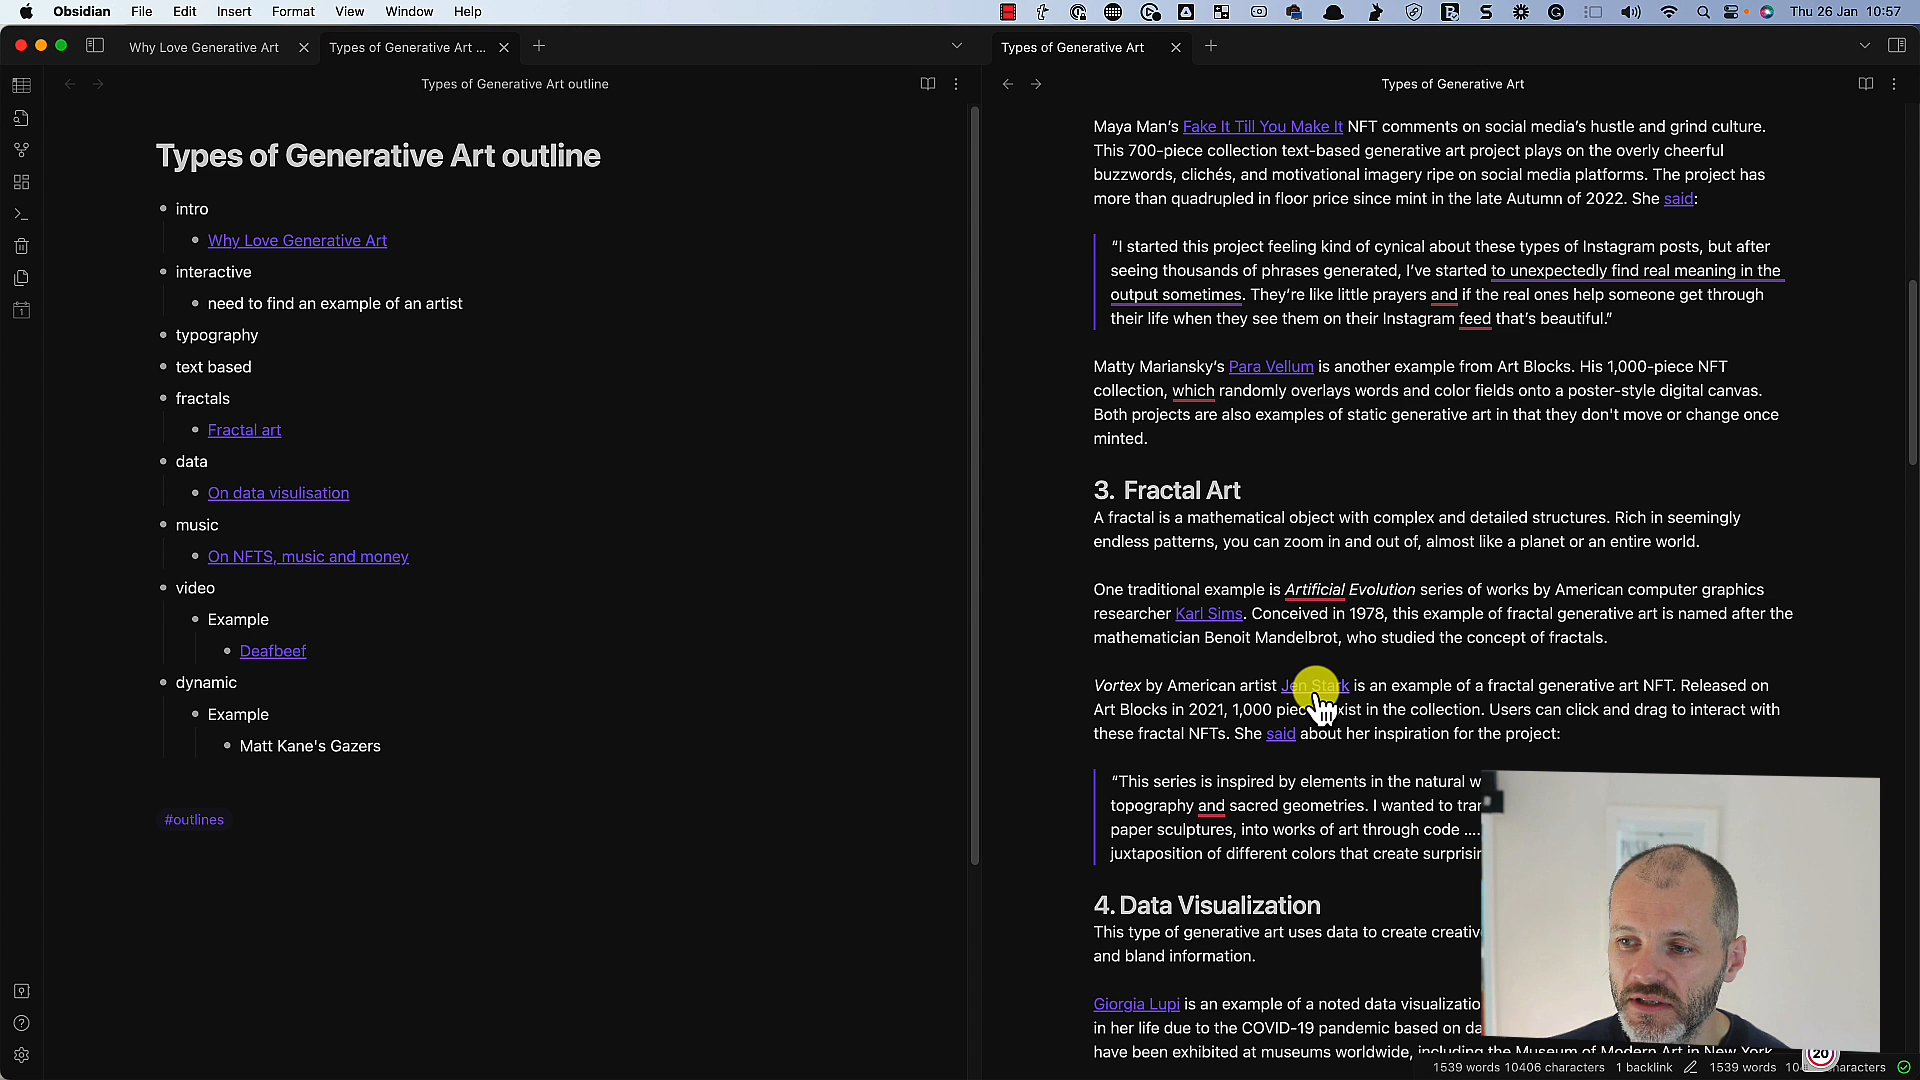 Obsidian File Edit Insert Format View Window Help Thu 26 Jan 10:57
Why Love Generative Art
Types of Generative Art ...
Types of Generative Art outline
Types of Generative Art outline
intro
Why Love Generative Art
interactive
need to find an example of an artist
typography
text based
fractals
Fractal art
data
On data visulisation
music
On NFTS, music and money
video
Example
Deafbeef
dynamic
Example
Matt Kane's Gazers
#outlines
Types of Generative Art
Types of Generative Art
Maya Man's Fake It Till You Make It NFT comments on social media's hustle and grind culture.
This 700-piece collection text-based generative art project plays on the overly cheerful
buzzwords, clichés, and motivational imagery ripe on social media platforms. The project has
more than quadrupled in floor price since mint in the late Autumn of 2022. She said:
“I started this project feeling kind of cynical about these types of Instagram posts, but after
seeing thousands of phrases generated, I’ve started to unexpectedly find real meaning in the
output sometimes. They’re like little prayers and if the real ones help someone get through
their life when they see them on their Instagram feed that’s beautiful.”
Matty Mariansky’s Para Vellum is another example from Art Blocks. His 1,000-piece NFT
collection, which randomly overlays words and color fields onto a poster-style digital canvas.
Both projects are also examples of static generative art in that they don't move or change once
minted.
3. Fractal Art
A fractal is a mathematical object with complex and detailed structures. Rich in seemingly
endless patterns, you can zoom in and out of, almost like a planet or an entire world.
One traditional example is Artificial Evolution series of works by American computer graphics
researcher Karl Sims. Conceived in 1978, this example of fractal generative art is named after the
mathematician Benoit Mandelbrot, who studied the concept of fractals.
Vortex by American artist Jen Stark is an example of a fractal generative art NFT. Released on
Art Blocks in 2021, 1,000 exist in the collection. Users can click and drag to interact with
these fractal NFTs. She said about her inspiration for the project:
“This series is inspired by elements in the natural
topography and sacred geometries. I wanted to
paper sculptures, into works of art through code ....
juxtaposition of different colors that create
4. Data Visualization
This type of generative art uses data to create
and bland information.
Giorgia Lupi is an example of a noted data
in her life due to the COVID-19 pandemic based on
have been exhibited at museums worldwide, including the Museum of Modern Art in New York
20
1539 words 10406 characters 1 backlink 1539 words characters